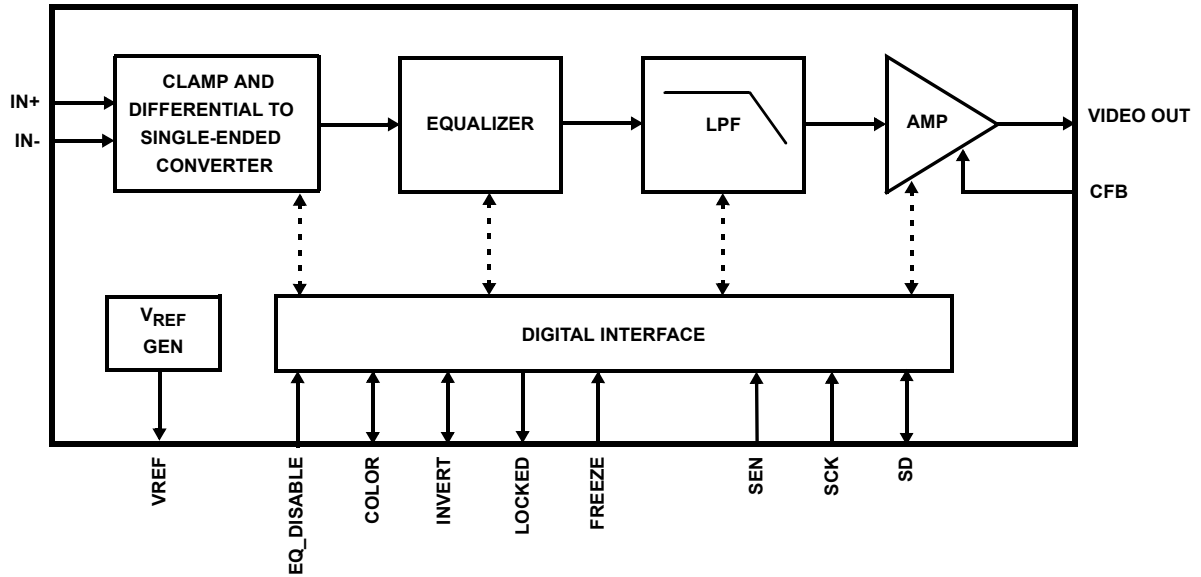 IN+
IN-
CLAMP AND
DIFFERENTIAL TO
SINGLE-ENDED
CONVERTER
EQUALIZER
LPF
AMP
VIDEO OUT
CFB
VREF
GEN
DIGITAL INTERFACE
VREF
EQ_DISABLE
COLOR
INVERT
LOCKED
FREEZE
SEN
SCK
SD